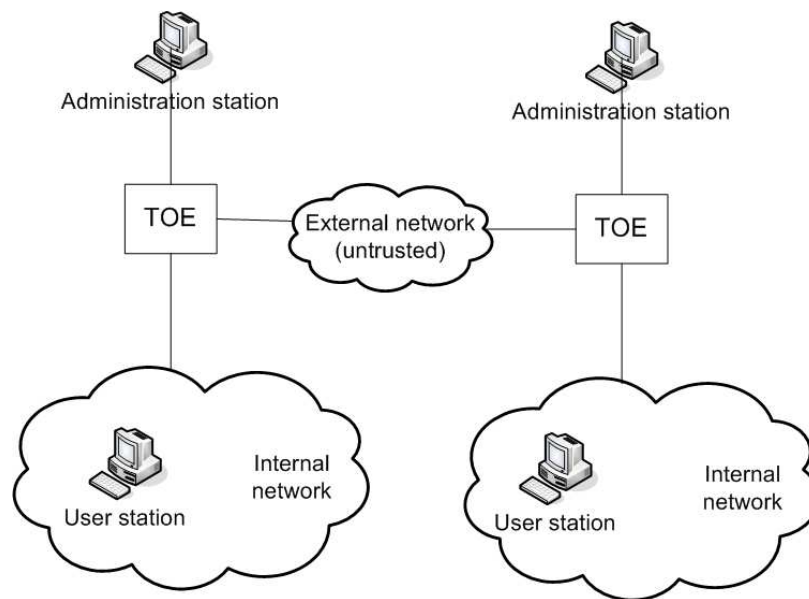 Administration station
Administration station
TOE
External network
(untrusted)
TOE
Internal
network
User station
Internal
network
User station